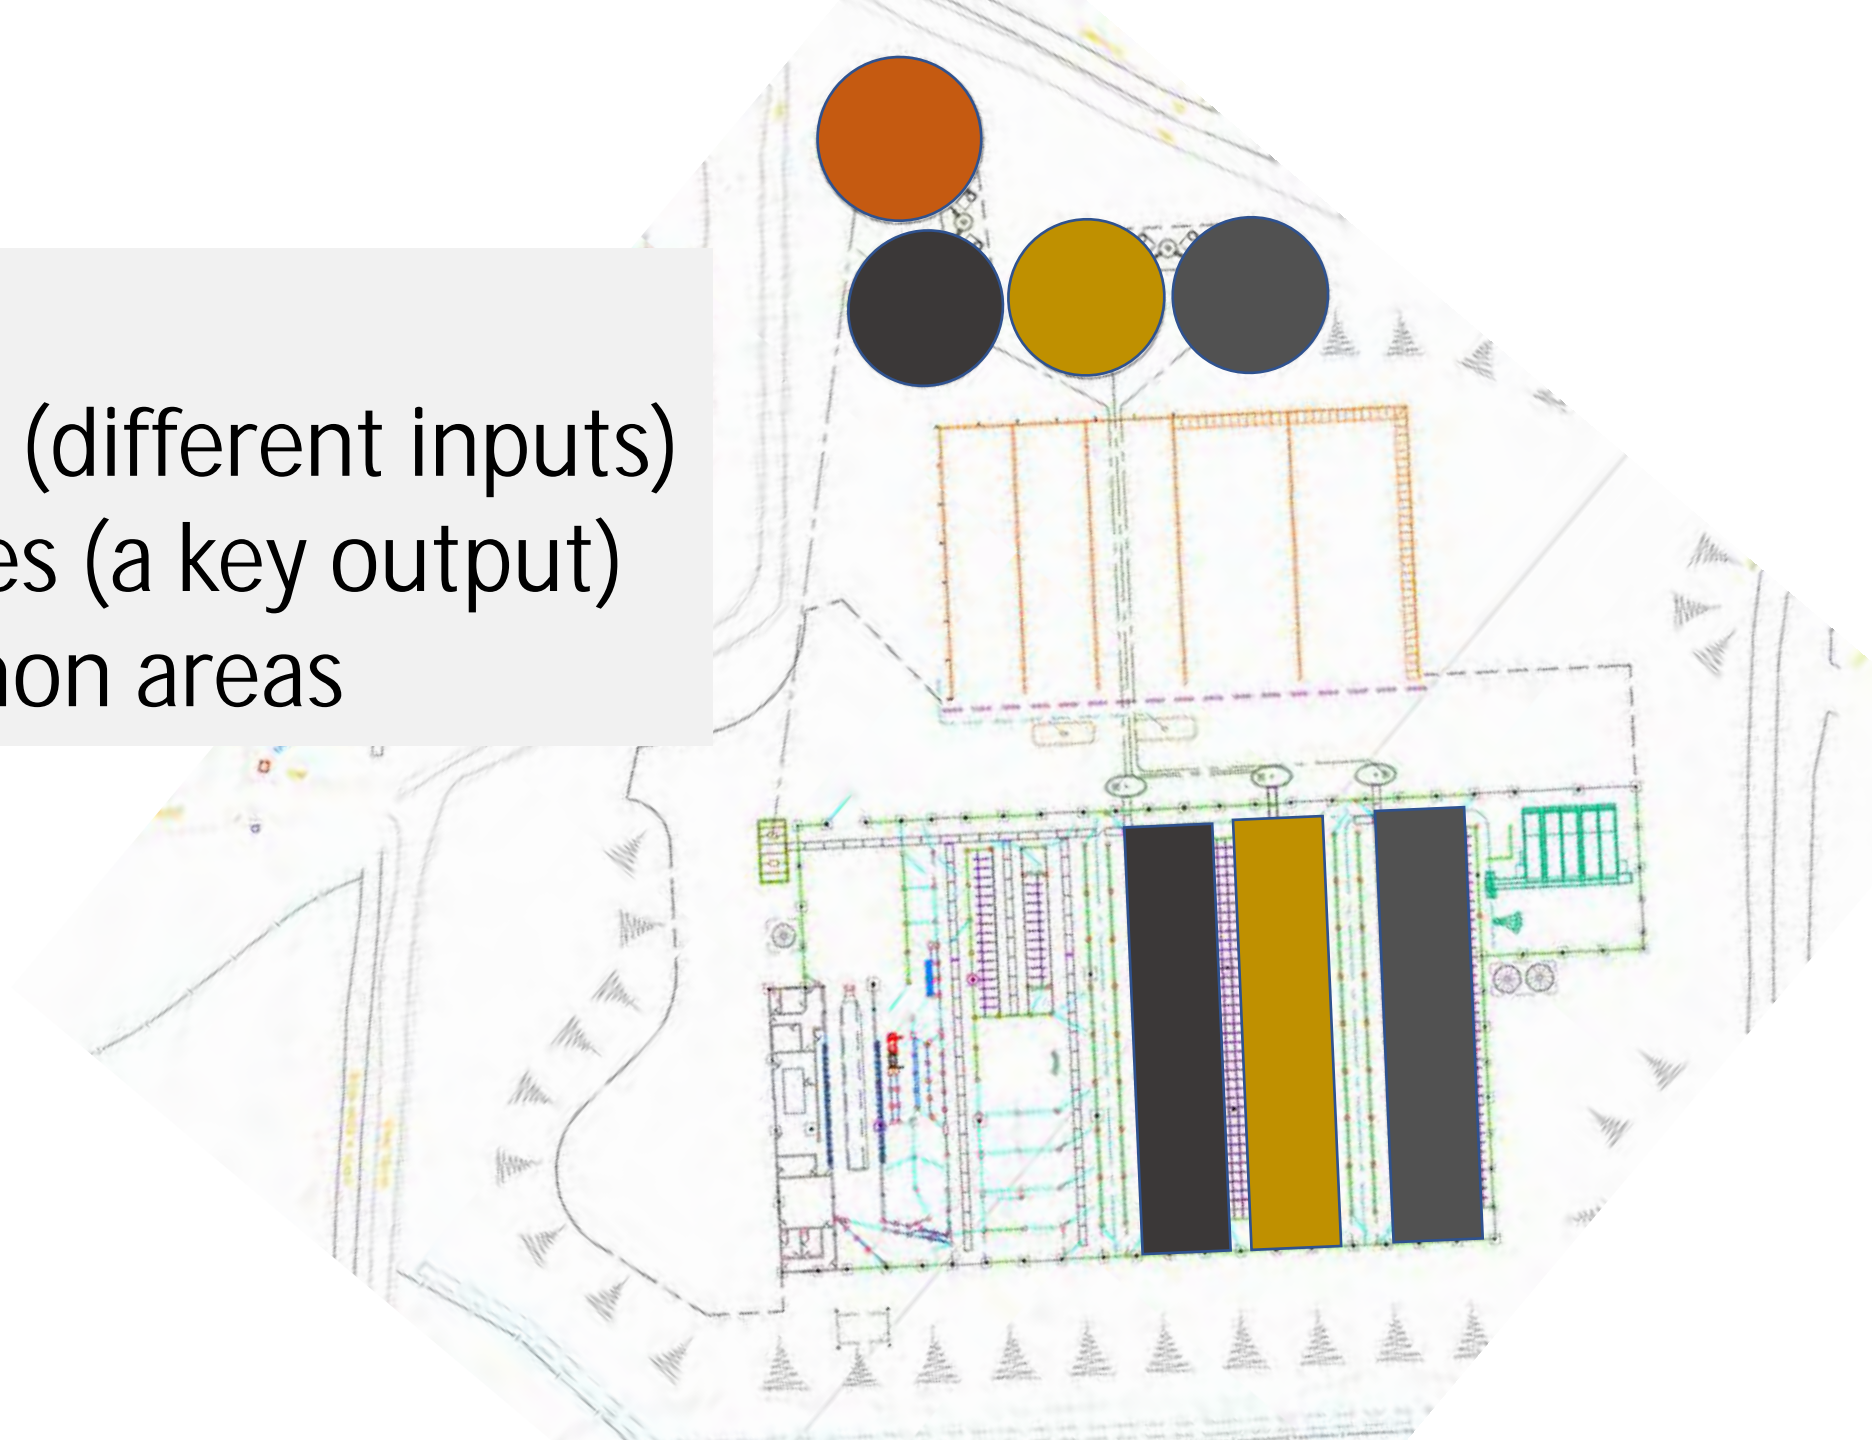 (different inputs)
es (a key output)
non areas